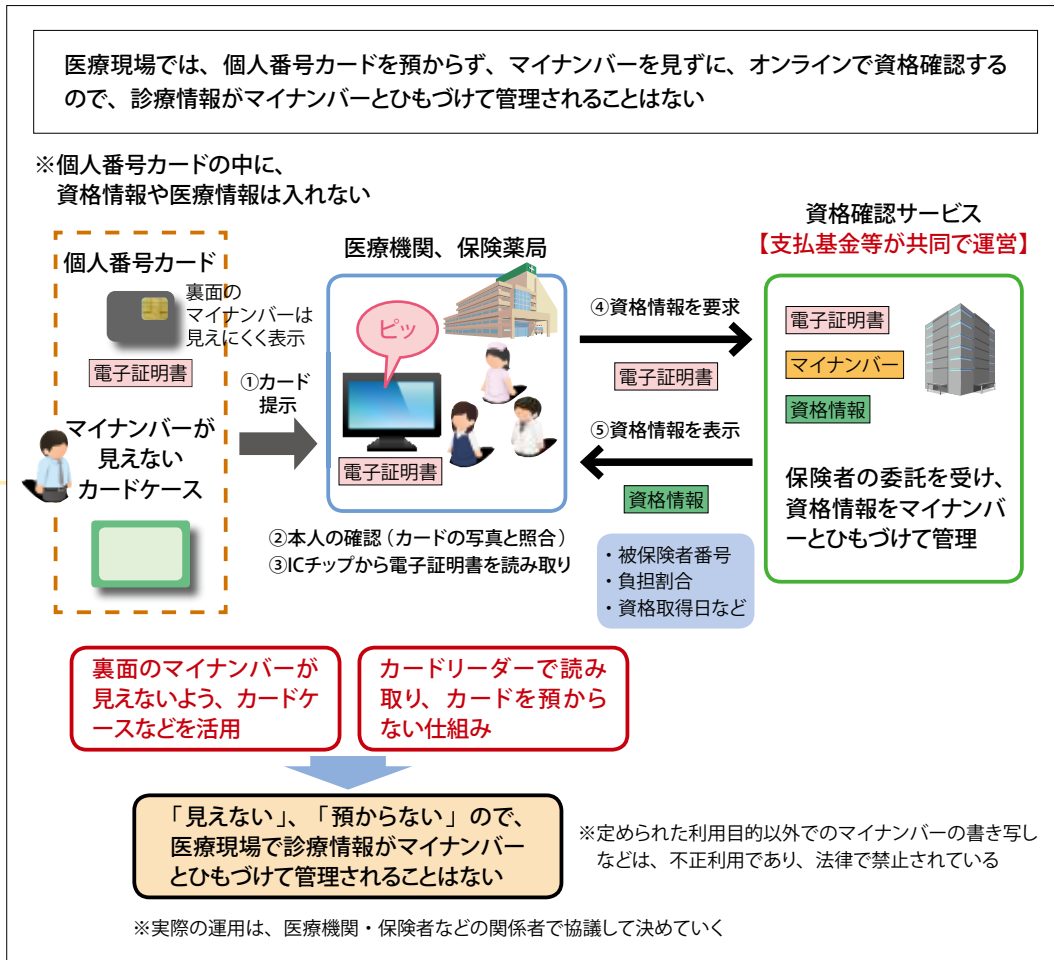 医療現場では、個人番号カードを預からず、マイナンバーを見ずに、オンラインで資格確認する
ので、診療情報がマイナンバーとひもづけて管理されることはない
※個人番号カードの中に、
資格情報や医療情報は入れない
個人番号カード
裏面の
マイナンバーは
見えにくく表示
電子証明書
マイナンバーが
見えない
カードケース
①カード
提示
医療機関、保険薬局
ピッ
電子証明書
②本人の確認（カードの写真と照合）
③ICチップから電子証明書を読み取り
④資格情報を要求
電子証明書
⑤資格情報を表示
資格情報
・被保険者番号
・負担割合
・資格取得日など
資格確認サービス
【支払基金等が共同で運営】
電子証明書
マイナンバー
資格情報
保険者の委託を受け、
資格情報をマイナンバ
ーとひもづけて管理
裏面のマイナンバーが
見えないよう、カードケ
ースなどを活用
カードリーダーで読み
取り、カードを預から
ない仕組み
「見えない」、「預からない」ので、
医療現場で診療情報がマイナンバー
とひもづけて管理されることはない
※定められた利用目的以外でのマイナンバーの書き写し
などは、不正利用であり、法律で禁止されている
※実際の運用は、医療機関・保険者などの関係者で協議して決めていく